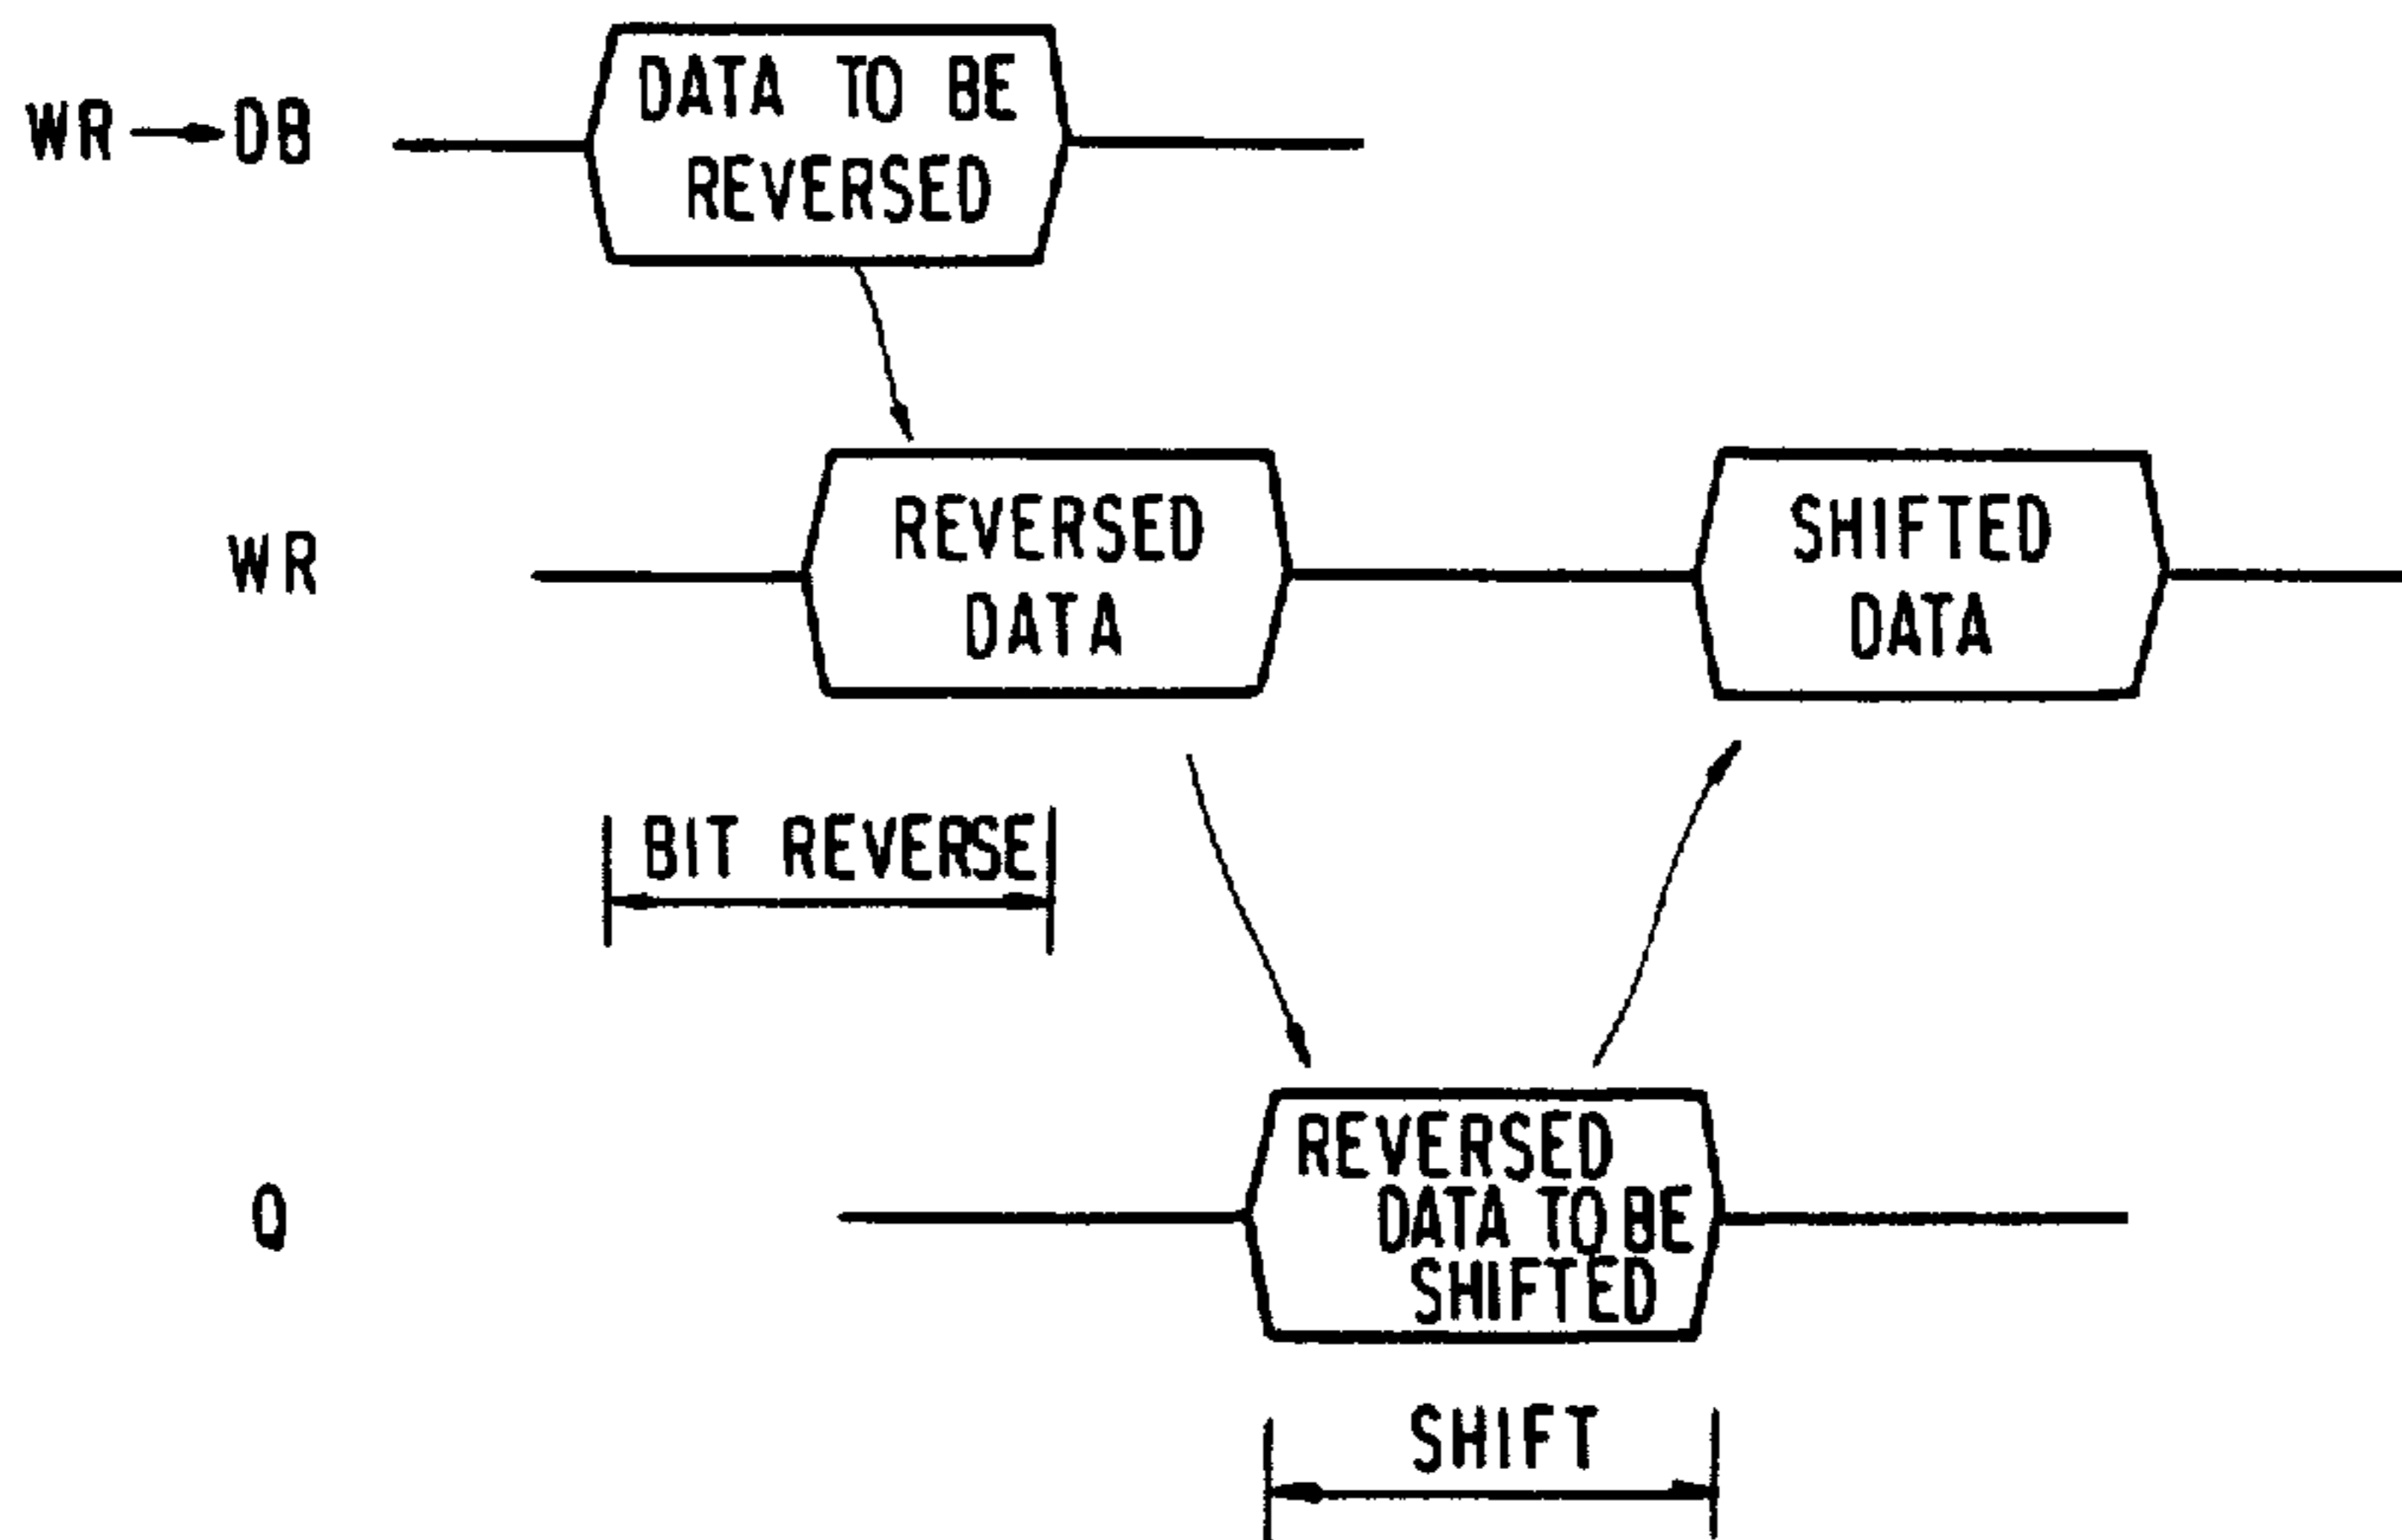 WR → DB
DATA TO BE
REVERSED
WR
REVERSED
DATA
SHIFTED
DATA
BIT REVERSE
Q
REVERSED
DATA TO BE
SHIFTED
SHIFT